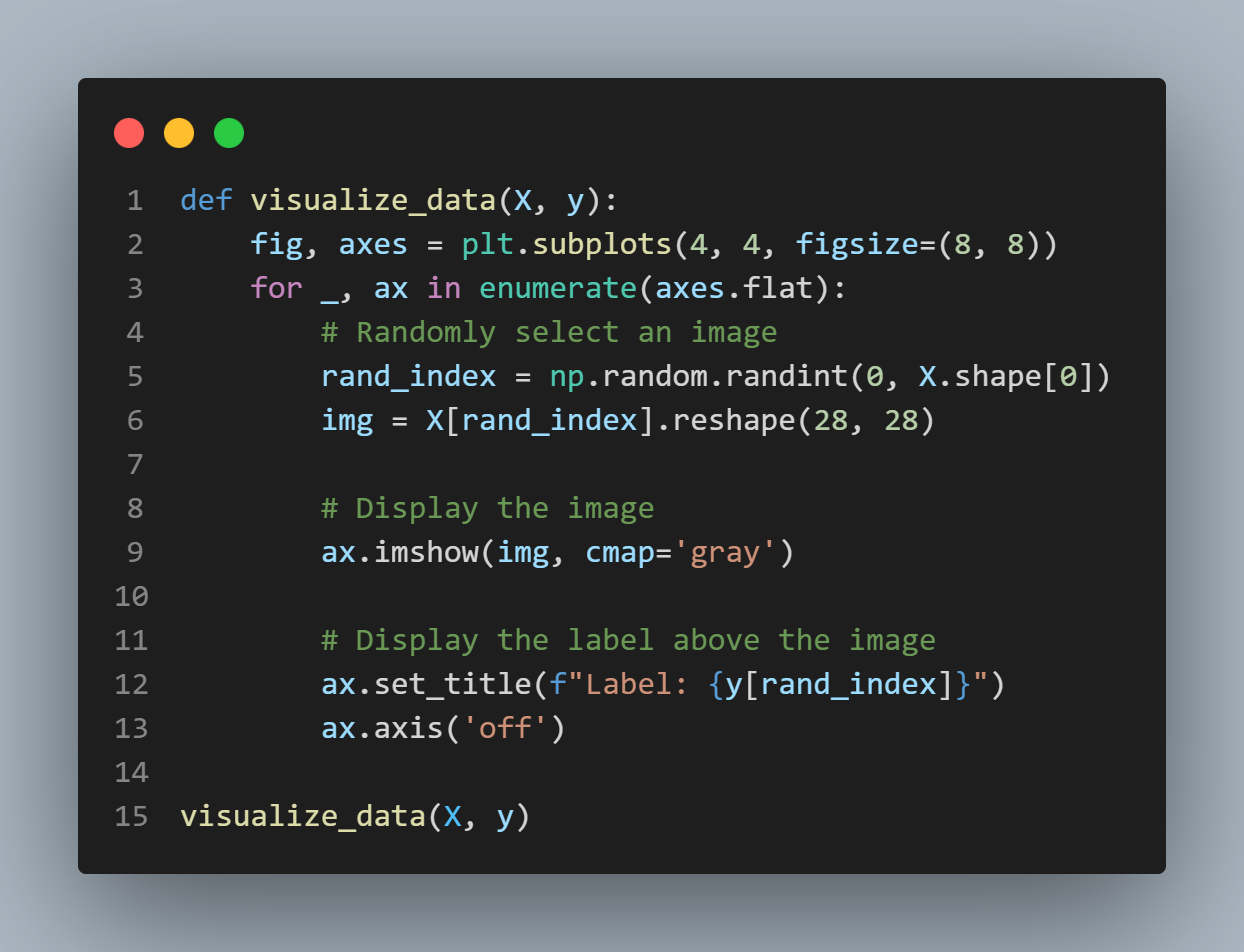 1 def visualize_data(X, y):
2     fig, axes = plt.subplots(4, 4, figsize=(8, 8))
3     for _, ax in enumerate(axes.flat):
4         # Randomly select an image
5         rand_index = np.random.randint(0, X.shape[0])
6         img = X[rand_index].reshape(28, 28)
7
8         # Display the image
9         ax.imshow(img, cmap='gray')
10
11         # Display the label above the image
12         ax.set_title(f"Label: {y[rand_index]}")
13         ax.axis('off')
14
15 visualize_data(X, y)